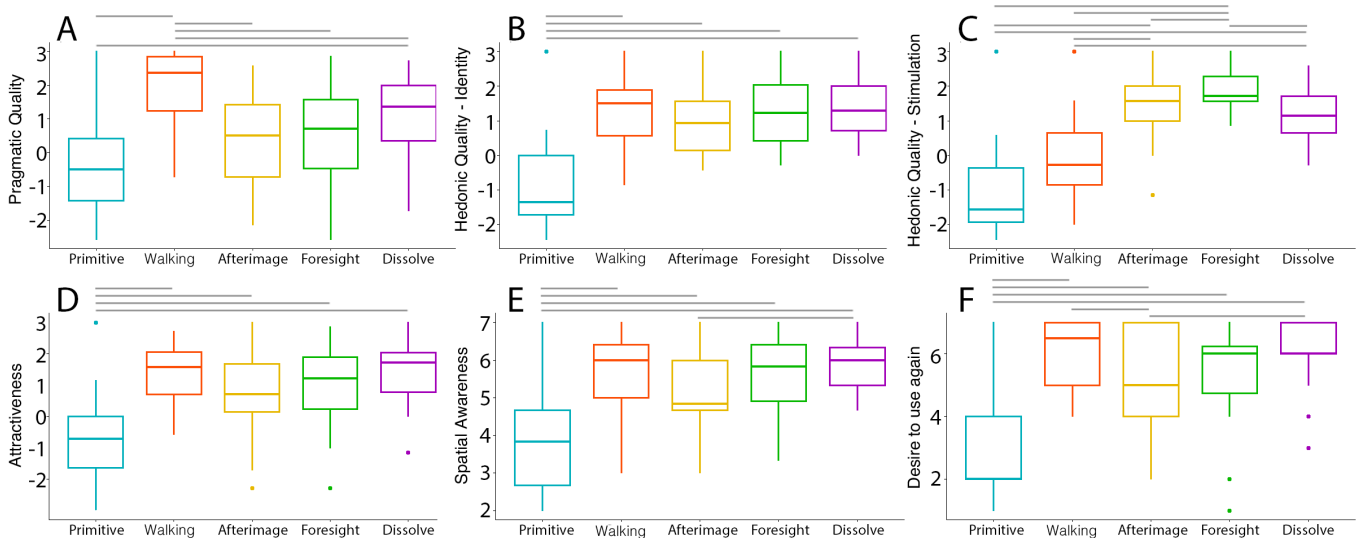 A
Pragmatic Quality
3
2
1
0
-1
-2
Primitive Walking Afterimage Foresight Dissolve
B
Hedonic Quality - Identity
3
2
1
0
-1
-2
Primitive Walking Afterimage Foresight Dissolve
C
Hedonic Quality - Stimulation
3
2
1
0
-1
-2
Primitive Walking Afterimage Foresight Dissolve
D
Attractiveness
3
2
1
0
-1
-2
Primitive Walking Afterimage Foresight Dissolve
E
Spatial Awareness
7
6
5
4
3
2
Primitive Walking Afterimage Foresight Dissolve
F
Desire to use again
6
4
2
Primitive Walking Afterimage Foresight Dissolve